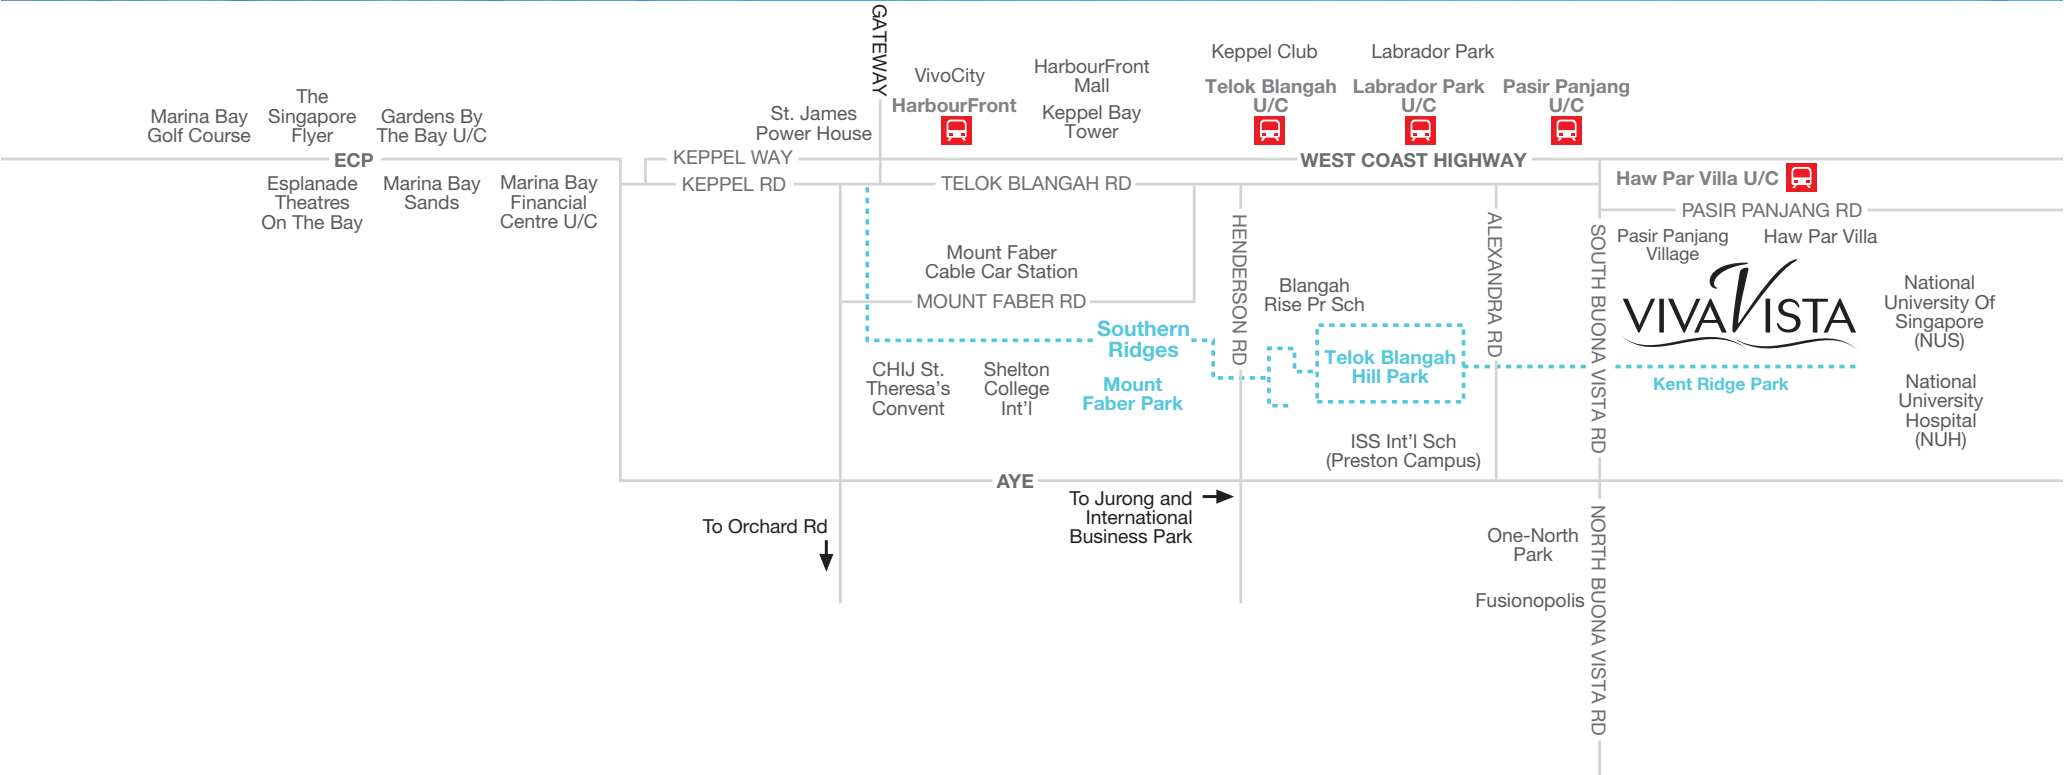 GATEWAY
VivoCity
HarbourFront
HarbourFront
Mall
Keppel Bay
Tower
Keppel Club
Telok Blangah
U/C
Labrador Park
Labrador Park
U/C
Pasir Panjang
U/C
Marina Bay
Golf Course
The
Singapore
Flyer
Gardens By
The Bay U/C
St. James
Power House
ECP
KEPPEL WAY
WEST COAST HIGHWAY
Esplanade
Theatres
On The Bay
Marina Bay
Sands
Marina Bay
Financial
Centre U/C
KEPPEL RD
TELOK BLANGAH RD
Haw Par Villa U/C
PASIR PANJANG RD
Pasir Panjang
Village
Haw Par Villa
Mount Faber
Cable Car Station
MOUNT FABER RD
HENDERSON RD
Blangah
Rise Pr Sch
ALEXANDRA RD
SOUTH BUONA VISTA RD
VIVA VISTA
National
University Of
Singapore
(NUS)
Southern
Ridges
Telok Blangah
Hill Park
Kent Ridge Park
CHIJ St.
Theresa's
Convent
Shelton
College
Int'l
Mount
Faber Park
National
University
Hospital
(NUH)
ISS Int'l Sch
(Preston Campus)
AYE
To Jurong and
International
Business Park
To Orchard Rd
One-North
Park
Fusionopolis
NORTH BUONA VISTA RD